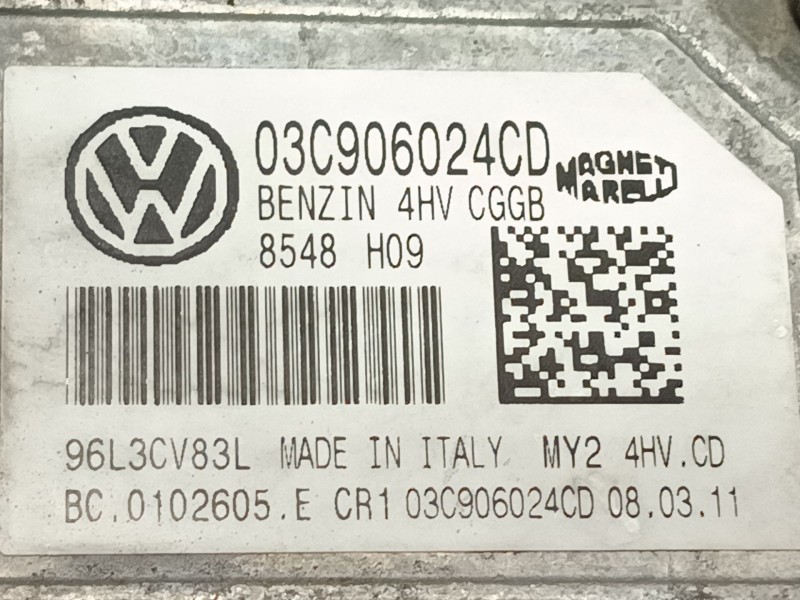 03C906024CD
MAGNETI
MARELLI
BENZIN 4HV CGGB
8548 H09
96L3CV83L MADE IN ITALY MY2 4HV.CD
BC.0102605.E CR1 03C906024CD 08.03.11